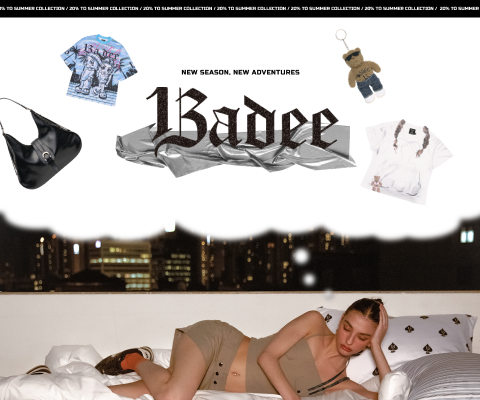 20% TO SUMMER COLLECTION / 20% TO SUMMER COLLECTION / 20% TO SUMMER COLLECTION / 20% TO SUMMER COLLECTION / 20% TO SUMMER COLLECTION / 20% TO SUMMER COLLECTION / 20% TO SUMMER
NEW SEASON, NEW ADVENTURES
Badee
Badee